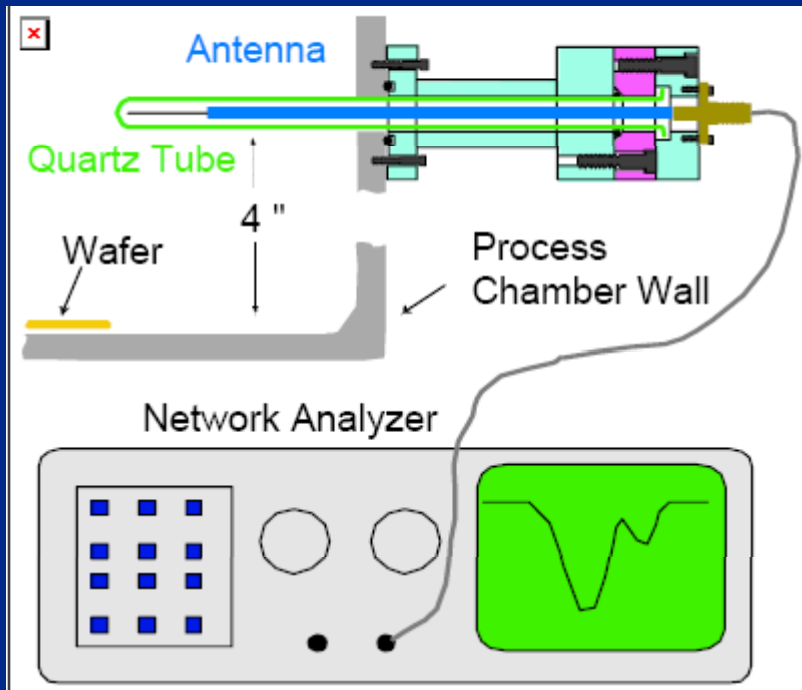 Antenna
Quartz Tube
4 "
Wafer
Process
Chamber Wall
Network Analyzer